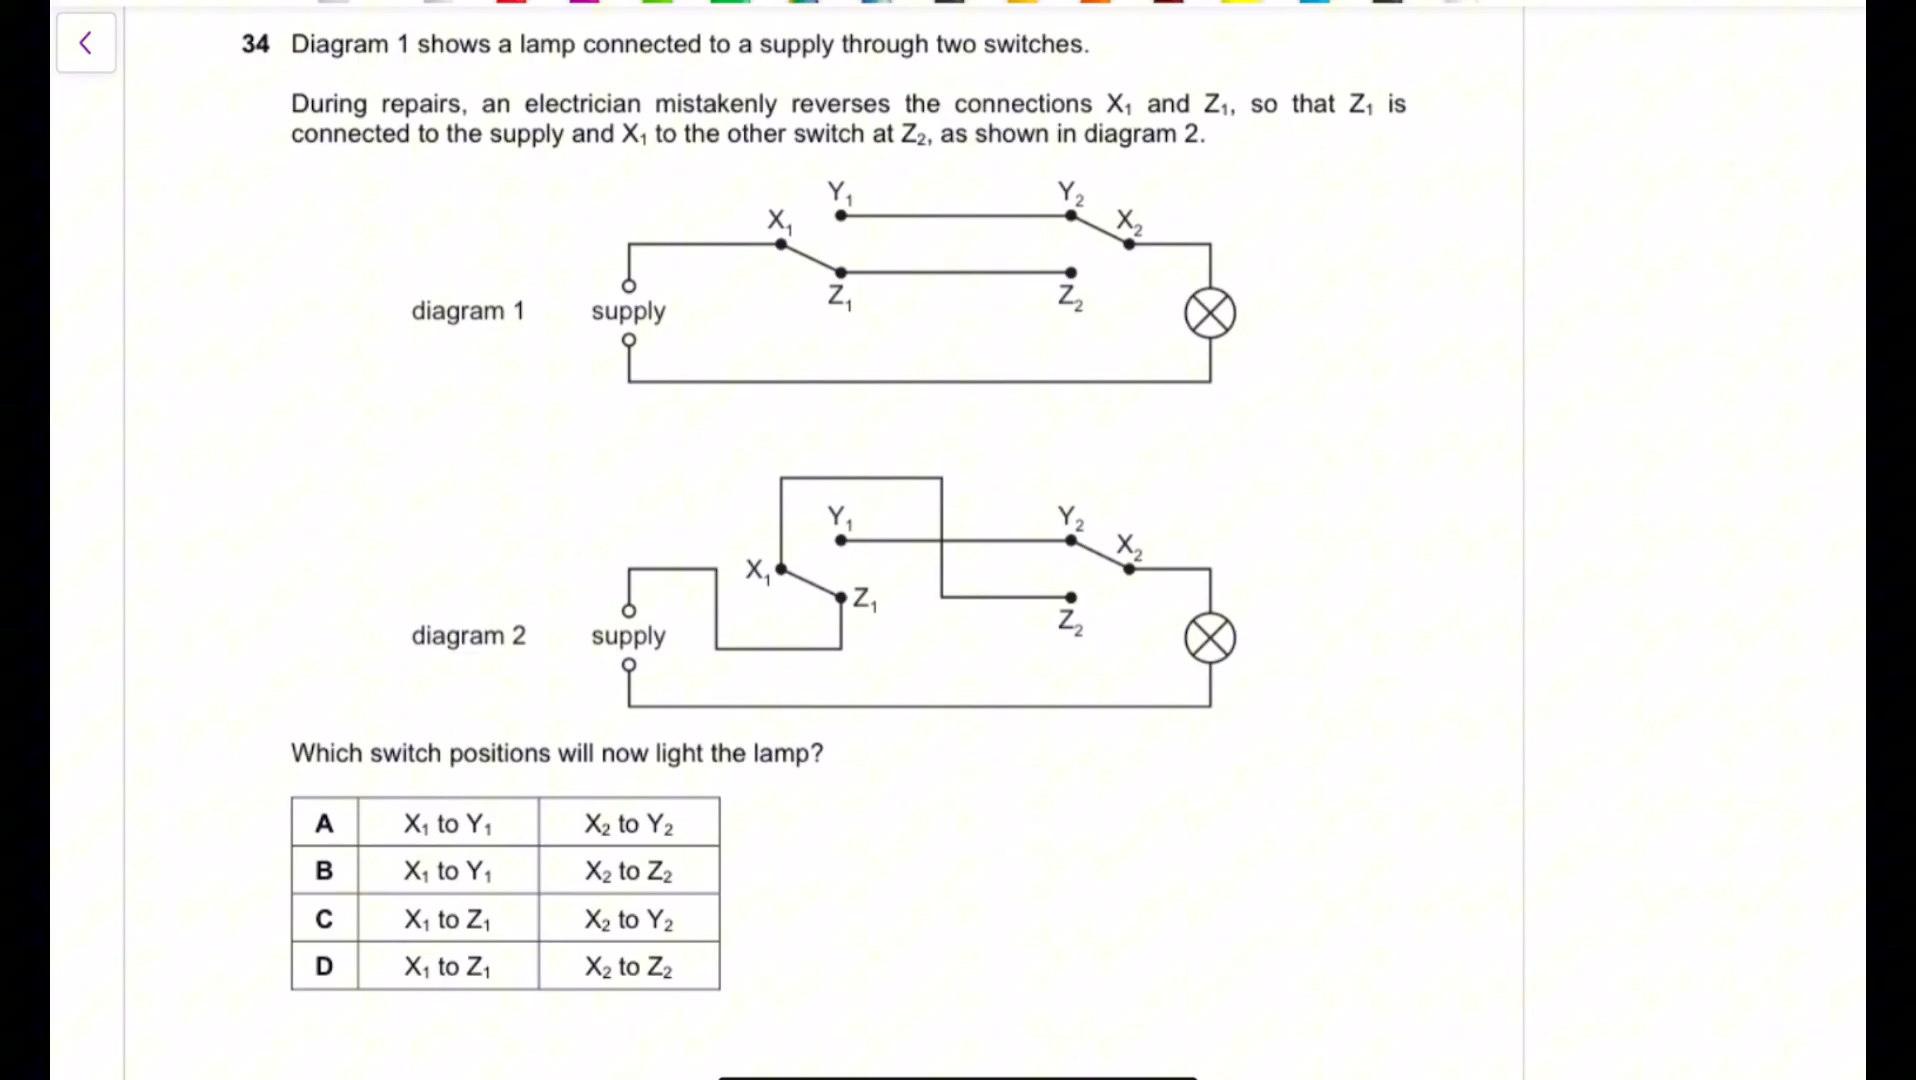 34 Diagram 1 shows a lamp connected to a supply through two switches.
During repairs, an electrician mistakenly reverses the connections X₁ and Z₁, so that Z₁ is
connected to the supply and X₁ to the other switch at Z₂, as shown in diagram 2.
Y₁ Y₂
X₁ X₂
Z₁ Z₂
diagram 1 supply
Y₁ Y₂
X₂
X₁ Z₁
Z₂
diagram 2 supply
Which switch positions will now light the lamp?
A X₁ to Y₁ X₂ to Y₂
B X₁ to Y₁ X₂ to Z₂
C X₁ to Z₁ X₂ to Y₂
D X₁ to Z₁ X₂ to Z₂